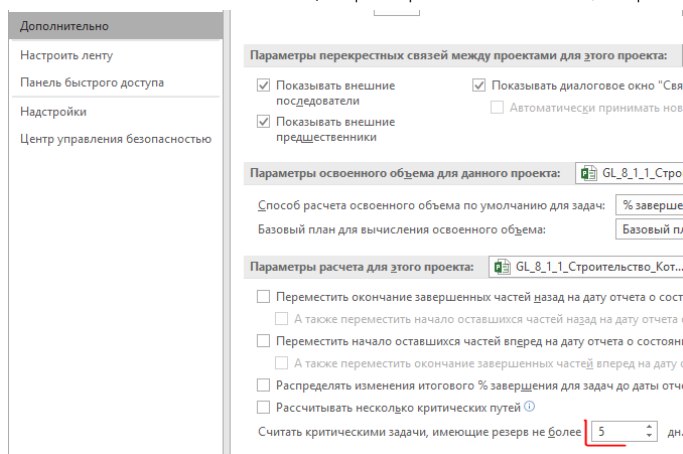 Дополнительно
Настроить ленту
Панель быстрого доступа
Надстройки
Центр управления безопасностью
Параметры перекрестных связей между проектами для этого проекта:
Показывать внешние последователи
Показывать диалоговое окно "Свя
Автоматически принимать нов
Показывать внешние предшественники
Параметры освоенного объема для данного проекта: GL_8_1_1_Стро
Способ расчета освоенного объема по умолчанию для задач: % заверше
Базовый план для вычисления освоенного объема: Базовый пл
Параметры расчета для этого проекта: GL_8_1_1_Строительство_Кот...
Переместить окончание завершенных частей назад на дату отчета о сост
А также переместить начало оставшихся частей назад на дату отчета
Переместить начало оставшихся частей вперед на дату отчета о состоян
А также переместить окончание завершенных частей вперед на дату
Распределять изменения итогового % завершения для задач до даты отч
Рассчитывать несколько критических путей
Считать критическими задачи, имеющие резерв не более 5 дн.